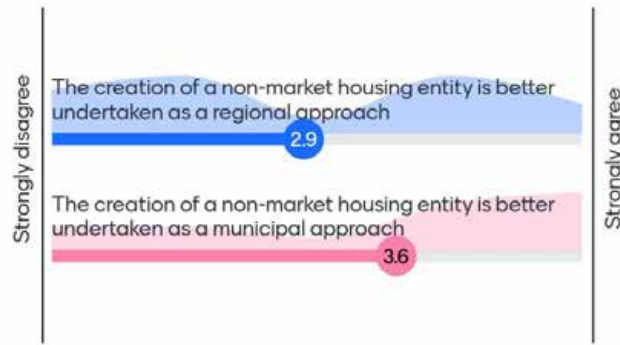 Strongly disagree
The creation of a non-market housing entity is better
undertaken as a regional approach
2.9
The creation of a non-market housing entity is better
undertaken as a municipal approach
3.6
Strongly agree